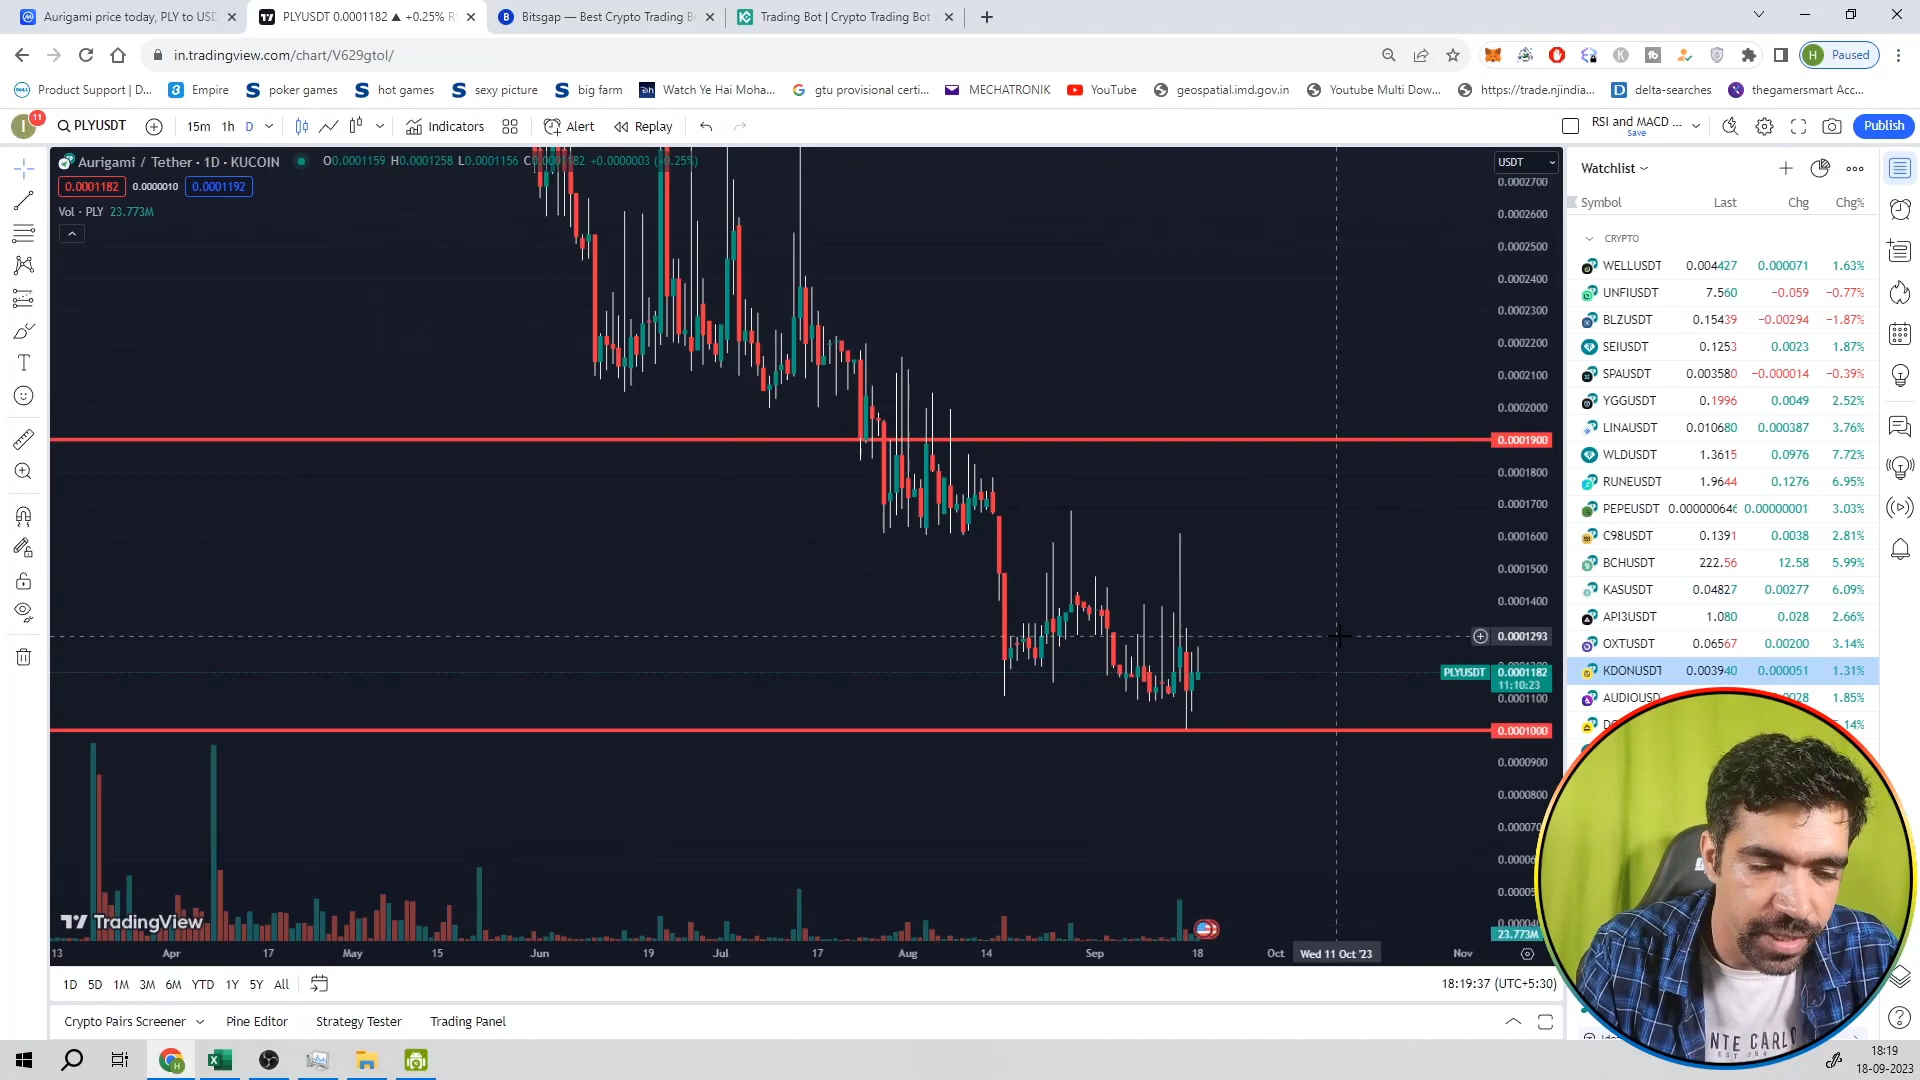 Aurigami price today, PLY to USD
PLYUSDT 0.0001182 ▲ +0.25% R
Bitsgap — Best Crypto Trading B
Trading Bot | Crypto Trading Bot
in.tradingview.com/chart/V629gtol/
Paused
Product Support | D...
Empire
poker games
hot games
sexy picture
big farm
Watch Ye Hai Moha...
gtu provisional certi...
MECHATRONIK
YouTube
geospatial.imd.gov.in
Youtube Multi Dow...
https://trade.njindia...
delta-searches
thegamersmart Acc...
11
PLYUSDT
15m 1h D
Indicators
Alert
Replay
RSI and MACD ...
Save
Publish
Aurigami / Tether · 1D · KUCOIN
O0.0001159 H0.0001258 L0.0001156 C0.0001182 +0.0000003 (+0.25%)
0.0001182 0.0000010 0.0001192
Vol · PLY 23.773M
USDT
0.0002700
0.0002600
0.0002500
0.0002400
0.0002300
0.0002200
0.0002100
0.0002000
0.0001900
0.0001800
0.0001700
0.0001600
0.0001500
0.0001400
0.0001293
PLYUSDT 0.0001182
11:10:23
0.0001100
0.0001000
0.0000900
0.0000800
23.773M
TradingView
13 Apr 17 May 15 Jun 19 Jul 17 Aug 14 Sep 18 Oct Wed 11 Oct '23 Nov
1D 5D 1M 3M 6M YTD 1Y 5Y All
18:19:37 (UTC+5:30)
Crypto Pairs Screener Pine Editor Strategy Tester Trading Panel
Watchlist
Symbol Last Chg Chg%
CRYPTO
WELLUSDT 0.004427 0.000071 1.63%
UNFIUSDT 7.560 −0.059 −0.77%
BLZUSDT 0.15439 −0.00294 −1.87%
SEIUSDT 0.1253 0.0023 1.87%
SPAUSDT 0.003580 −0.000014 −0.39%
YGGUSDT 0.1996 0.0049 2.52%
LINAUSDT 0.010680 0.000387 3.76%
WLDUSDT 1.3615 0.0976 7.72%
RUNEUSDT 1.9644 0.1276 6.95%
PEPEUSDT 0.00000064 0.00000001 3.03%
C98USDT 0.1391 0.0038 2.81%
BCHUSDT 222.56 12.58 5.99%
KASUSDT 0.04827 0.00277 6.09%
API3USDT 1.080 0.028 2.66%
OXTUSDT 0.06567 0.00200 3.14%
KDONUSDT 0.003940 0.000051 1.31%
AUDIOUSD 1.85%
NTE CARLO
18:19
18-09-2023